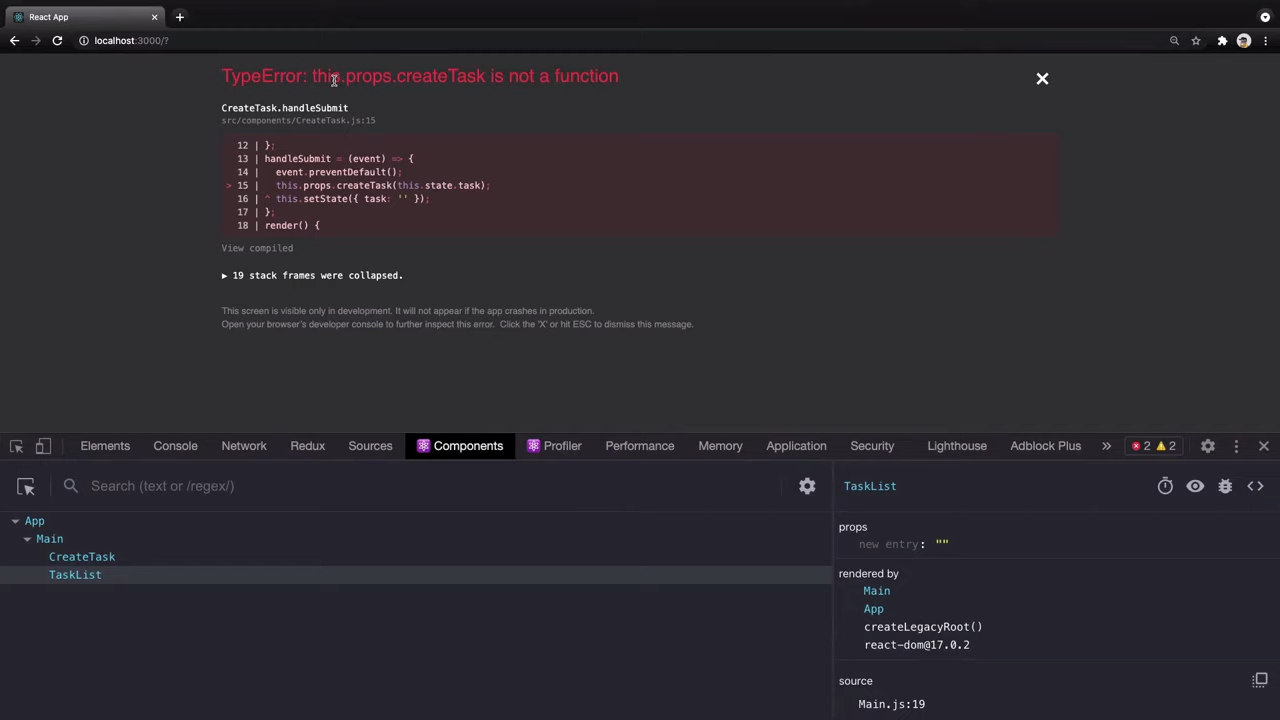 React App
localhost:3000/?
TypeError: this.props.createTask is not a function
CreateTask.handleSubmit
src/components/CreateTask.js:15
12 | };
13 | handleSubmit = (event) => {
14 |   event.preventDefault();
> 15 |   this.props.createTask(this.state.task);
16 | ^ this.setState({ task: '' });
17 | };
18 | render() {
View compiled
▶ 19 stack frames were collapsed.
This screen is visible only in development. It will not appear if the app crashes in production.
Open your browser's developer console to further inspect this error.  Click the 'X' or hit ESC to dismiss this message.
Elements Console Network Redux Sources Components Profiler Performance Memory Application Security Lighthouse Adblock Plus » 2 2
Search (text or /regex/)
TaskList
App
Main
CreateTask
TaskList
props
new entry: ""
rendered by
Main
App
createLegacyRoot()
react-dom@17.0.2
source
Main.js:19